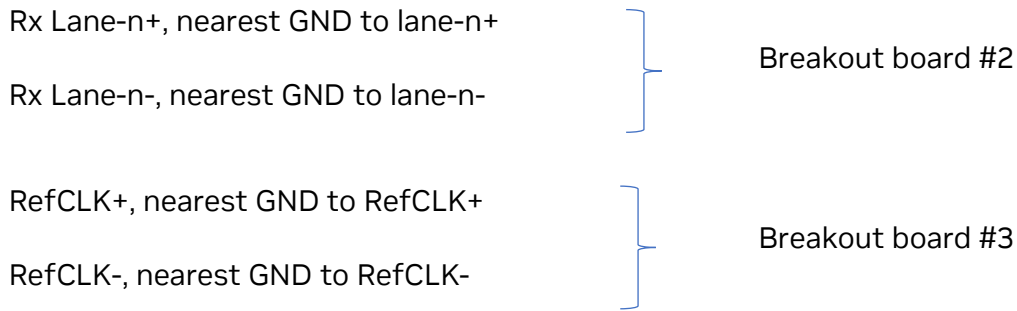 Rx Lane-n+, nearest GND to lane-n+
Breakout board #2
Rx Lane-n-, nearest GND to lane-n-
RefCLK+, nearest GND to RefCLK+
Breakout board #3
RefCLK-, nearest GND to RefCLK-